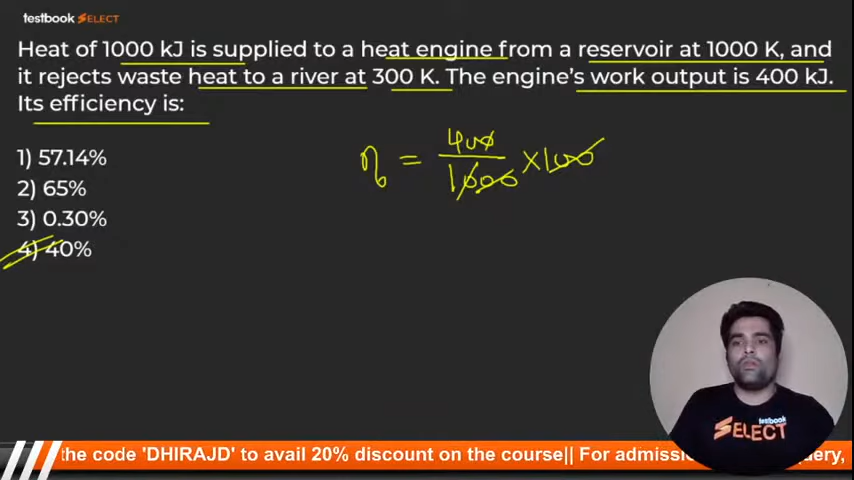 testbook SELECT
Heat of 1000 kJ is supplied to a heat engine from a reservoir at 1000 K, and
it rejects waste heat to a river at 300 K. The engine's work output is 400 kJ.
Its efficiency is:
1) 57.14%
2) 65%
3) 0.30%
4) 40%
η = 400/1000 × 100
testbook
SELECT
the code 'DHIRAJD' to avail 20% discount on the course|| For admiss